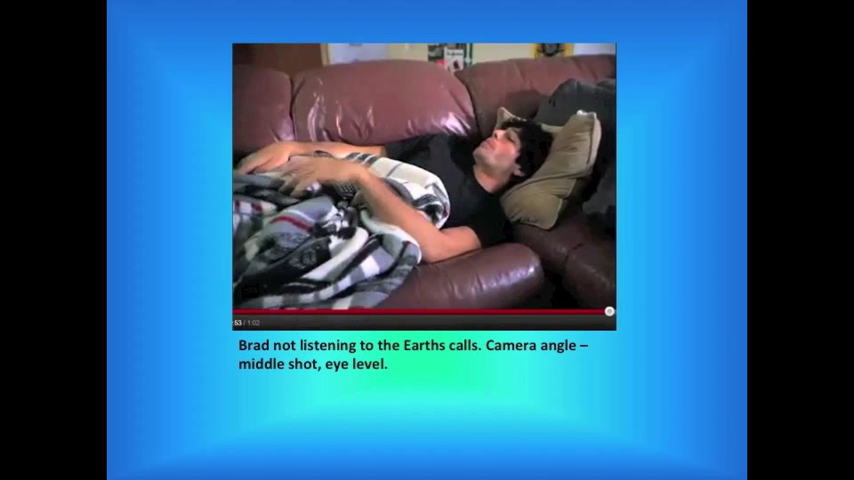 :53 / 1:02
Brad not listening to the Earths calls. Camera angle –
middle shot, eye level.